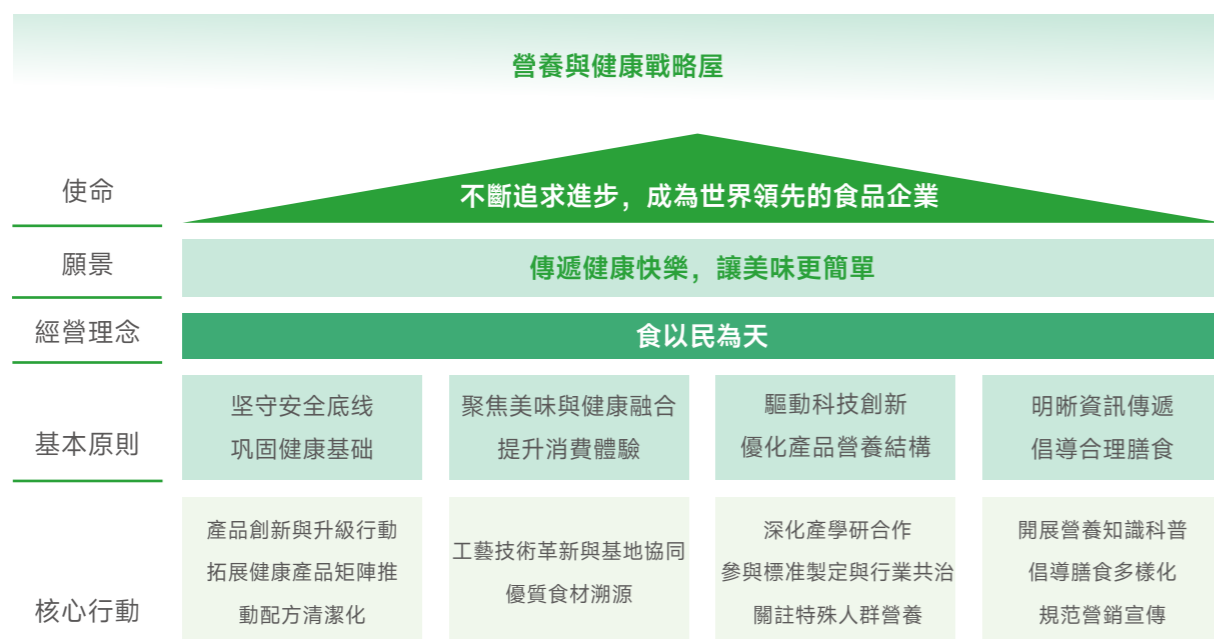 營養與健康戰略屋
使命
不斷追求進步，成為世界領先的食品企業
願景
傳遞健康快樂，讓美味更簡單
經營理念
食以民為天
基本原則
坚守安全底线
巩固健康基础
聚焦美味與健康融合
提升消費體驗
驅動科技創新
優化產品營養結構
明晰資訊傳遞
倡導合理膳食
核心行動
產品創新與升級行動
拓展健康產品矩陣推
動配方清潔化
工藝技術革新與基地協同
優質食材溯源
深化產學研合作
參與標准製定與行業共治
關註特殊人群營養
開展營養知識科普
倡導膳食多樣化
規范營銷宣傳